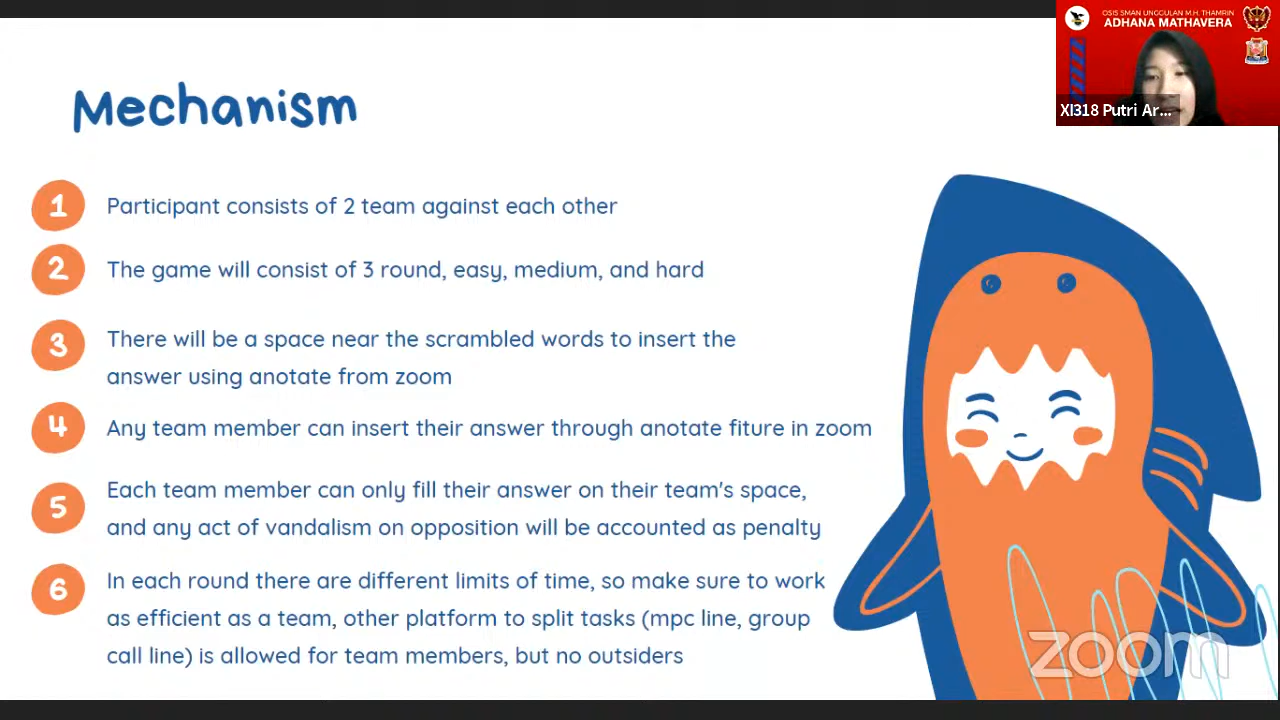 OSIS SMAN UNGGULAN M.H. THAMRIN
ADHANA MATHAVERA
XI318 Putri Ar...
Mechanism
1 Participant consists of 2 team against each other
2 The game will consist of 3 round, easy, medium, and hard
3 There will be a space near the scrambled words to insert the
answer using anotate from zoom
4 Any team member can insert their answer through anotate fiture in zoom
5 Each team member can only fill their answer on their team's space,
and any act of vandalism on opposition will be accounted as penalty
6 In each round there are different limits of time, so make sure to work
as efficient as a team, other platform to split tasks (mpc line, group
call line) is allowed for team members, but no outsiders
zoom